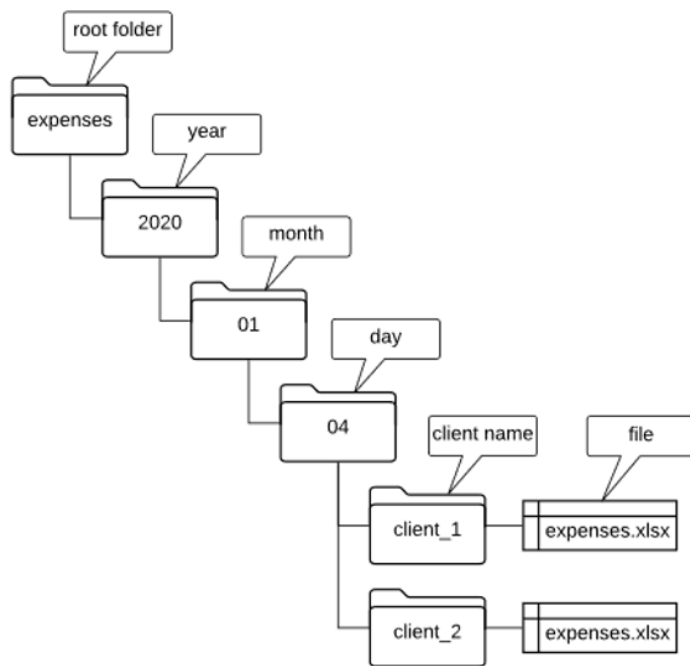 root folder
expenses
year
2020
month
01
day
04
client name
file
client_1
expenses.xlsx
client_2
expenses.xlsx